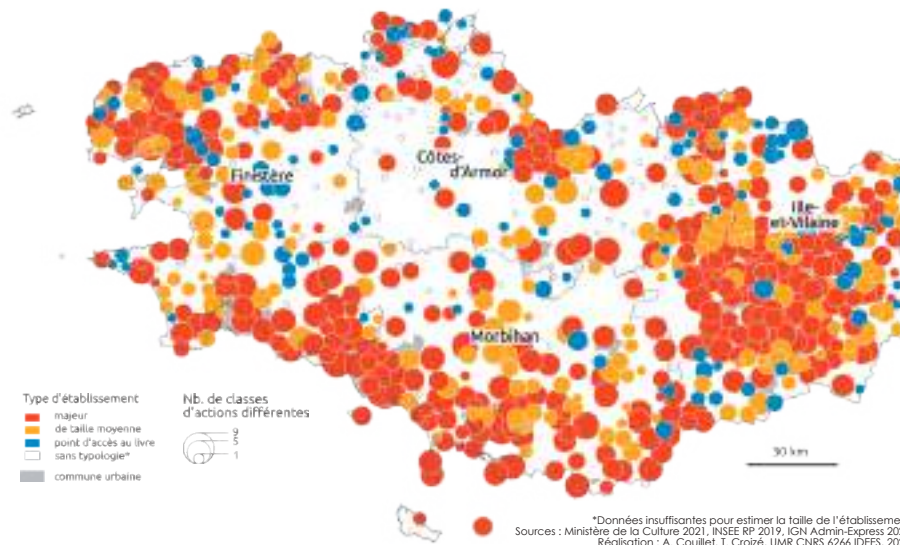 Côtes-
d'Armor
Finistère
Ille-
et-Vilaine
Morbihan
Type d'établissement
majeur
de taille moyenne
point d'accès au livre
sans typologie*
commune urbaine
Nb. de classes
d'actions différentes
9
5
1
30 km
*Données insuffisantes pour estimer la taille de l'établisseme
Sources : Ministère de la Culture 2021, INSEE RP 2019, IGN Admin-Express 20
Réalisation : A. Couillet, T. Croizé, UMR CNRS 6266 IDEES, 20